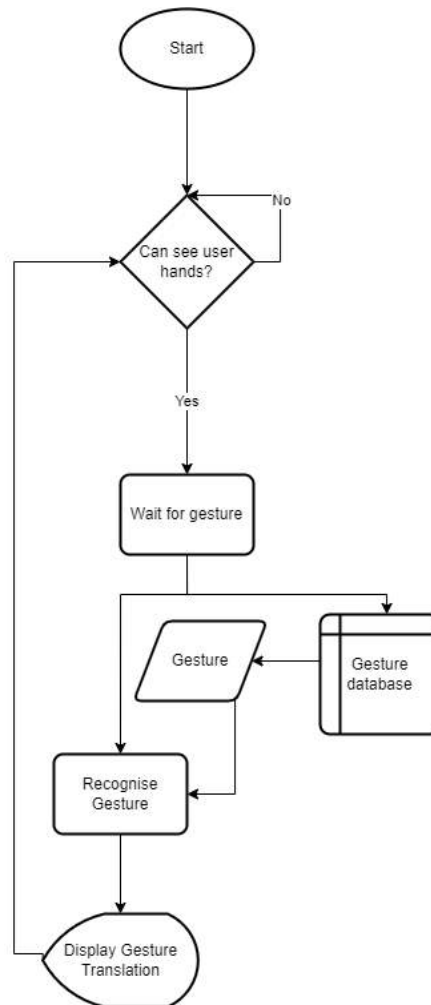 Start
No
Can see user
hands?
Yes
Wait for gesture
Gesture
Gesture
database
Recognise
Gesture
Display Gesture
Translation